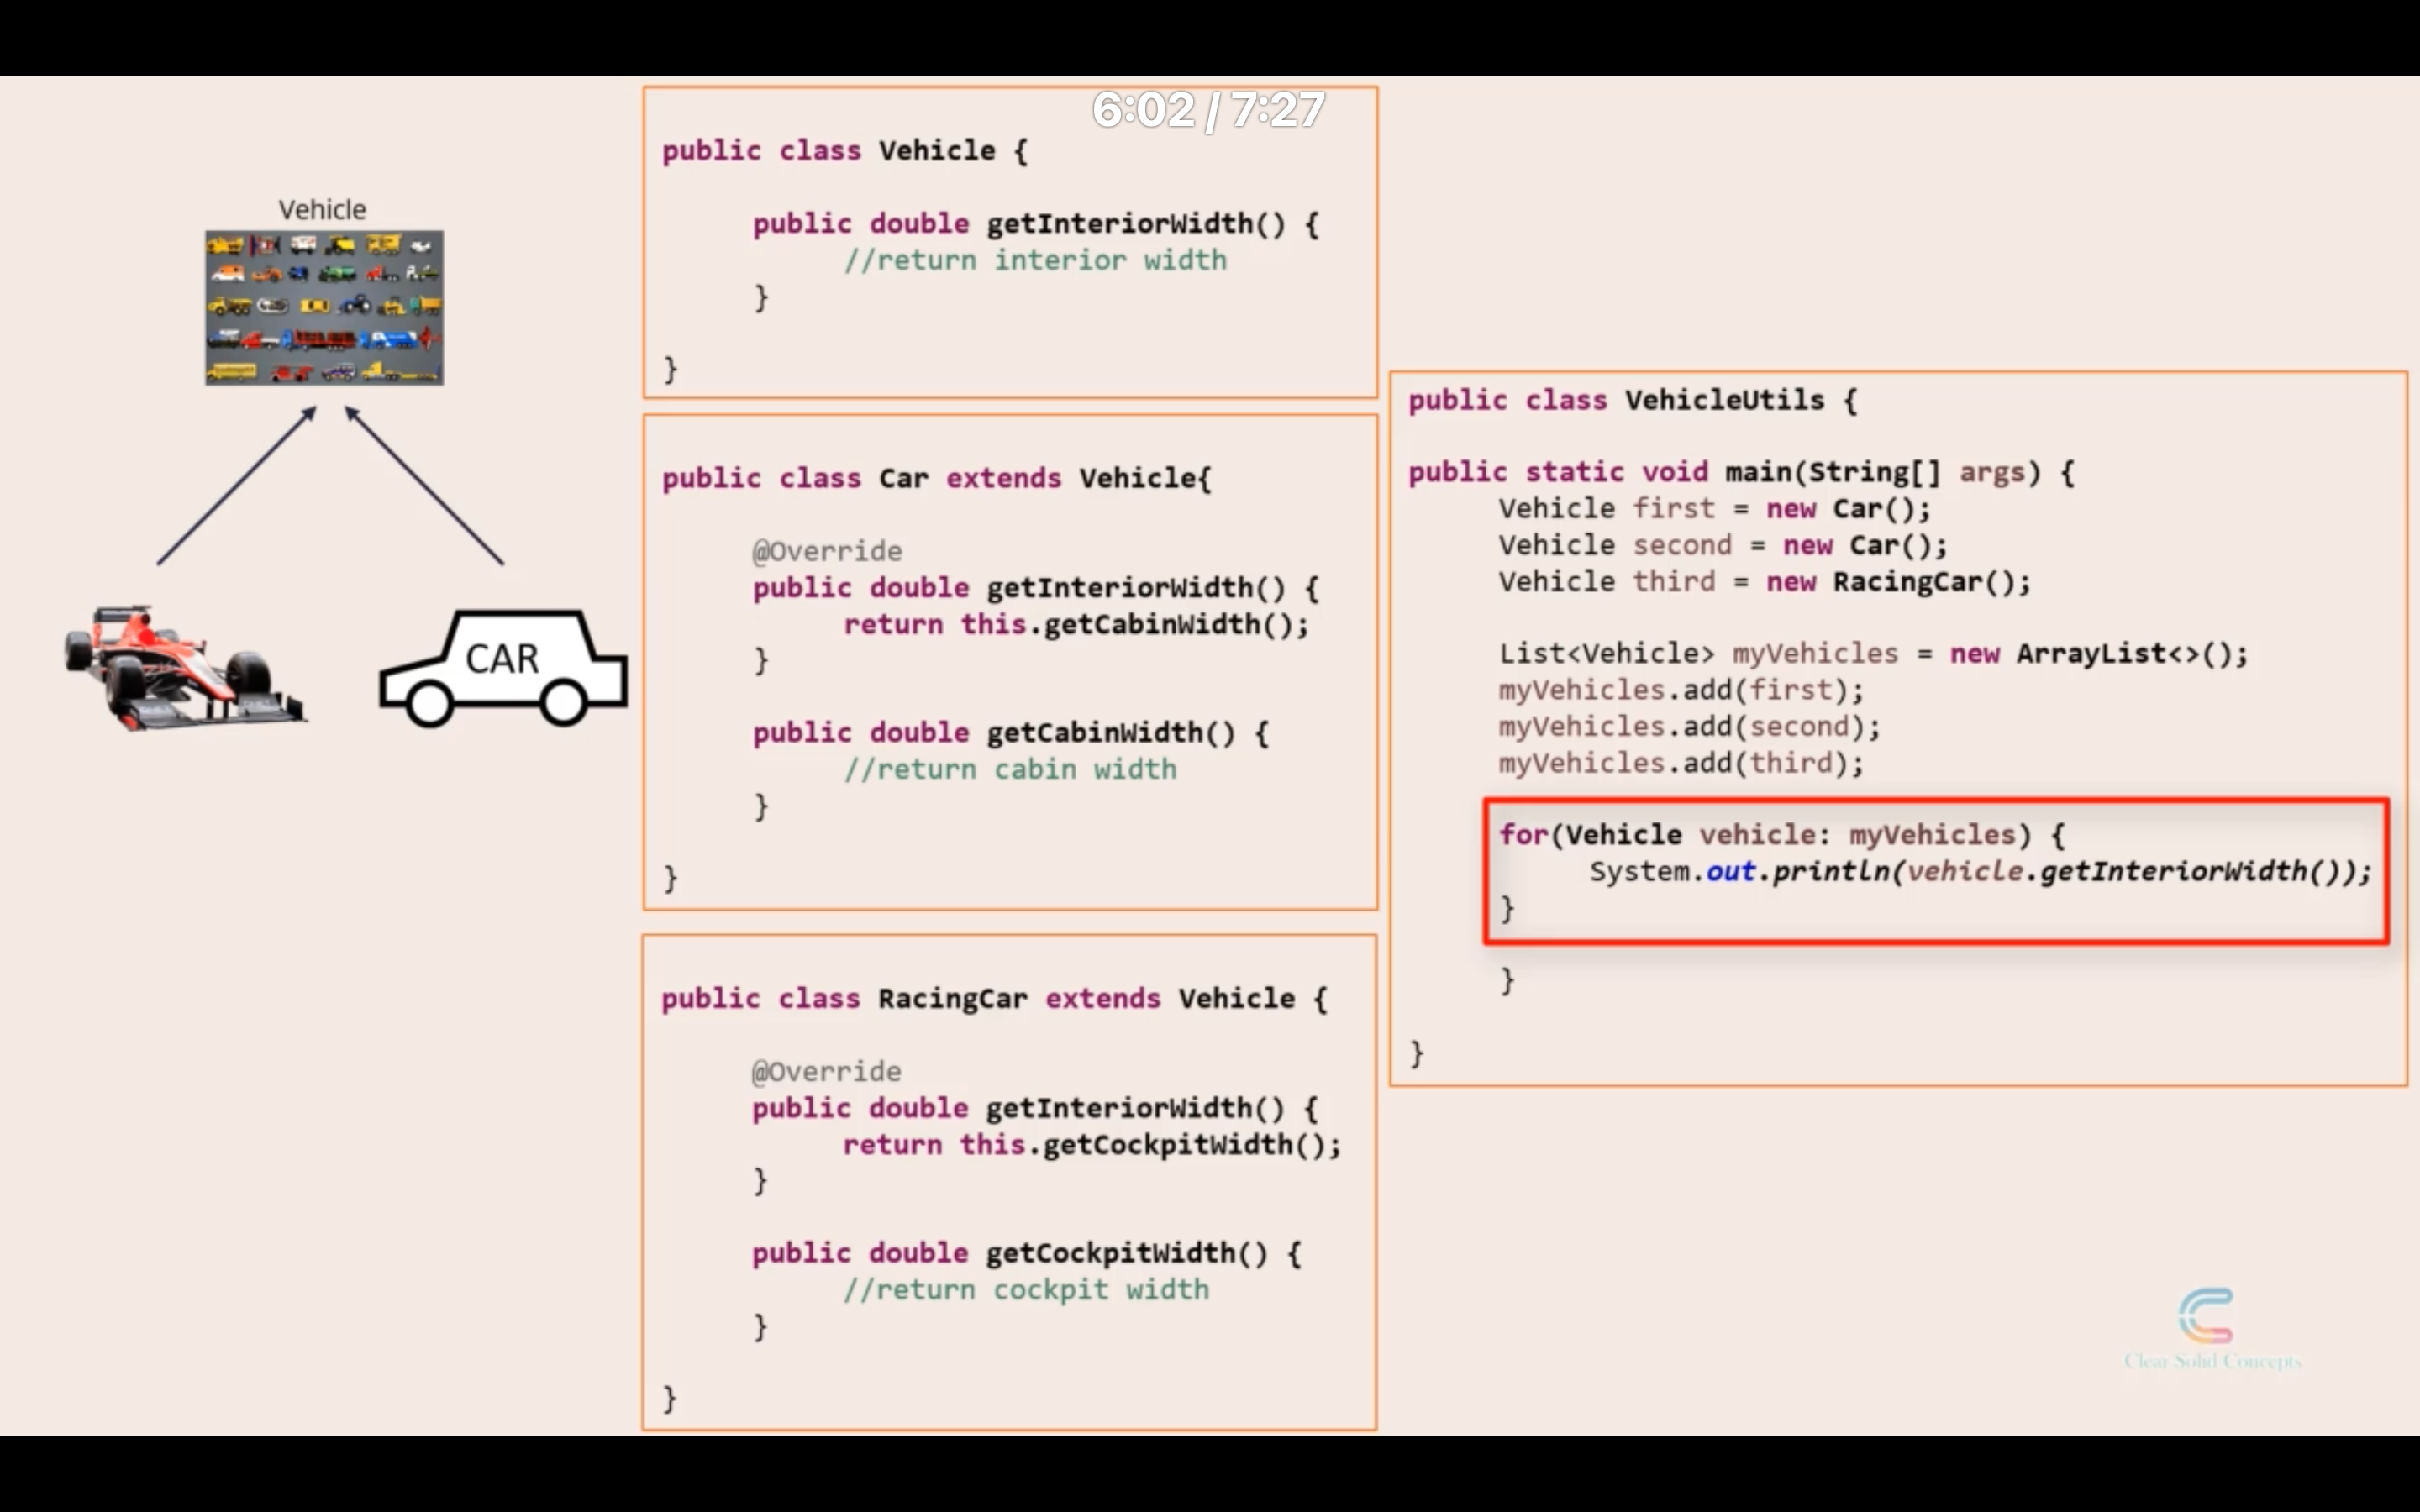 6:02 / 7:27
Vehicle
CAR
public class Vehicle {
public double getInteriorWidth() {
//return interior width
}
}
public class Car extends Vehicle{
@Override
public double getInteriorWidth() {
return this.getCabinWidth();
}
public double getCabinWidth() {
//return cabin width
}
}
public class RacingCar extends Vehicle {
@Override
public double getInteriorWidth() {
return this.getCockpitWidth();
}
public double getCockpitWidth() {
//return cockpit width
}
}
public class VehicleUtils {
public static void main(String[] args) {
Vehicle first = new Car();
Vehicle second = new Car();
Vehicle third = new RacingCar();
List<Vehicle> myVehicles = new ArrayList<>();
myVehicles.add(first);
myVehicles.add(second);
myVehicles.add(third);
for(Vehicle vehicle: myVehicles) {
System.out.println(vehicle.getInteriorWidth());
}
}
}
Clear Solid Concepts